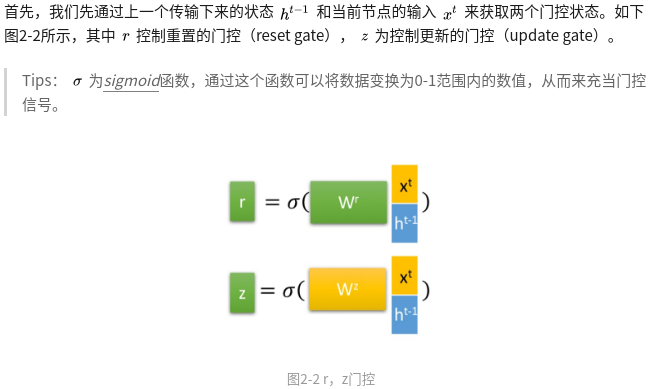 首先，我们先通过上一个传输下来的状态 h^{t-1} 和当前节点的输入 x^t 来获取两个门控状态。如下
图2-2所示，其中 r 控制重置的门控（reset gate）， z 为控制更新的门控（update gate）。
Tips： σ 为sigmoid函数，通过这个函数可以将数据变换为0-1范围内的数值，从而来充当门控
信号。
r = σ( W^r x^t h^{t-1} )
z = σ( W^z x^t h^{t-1} )
图2-2 r，z门控